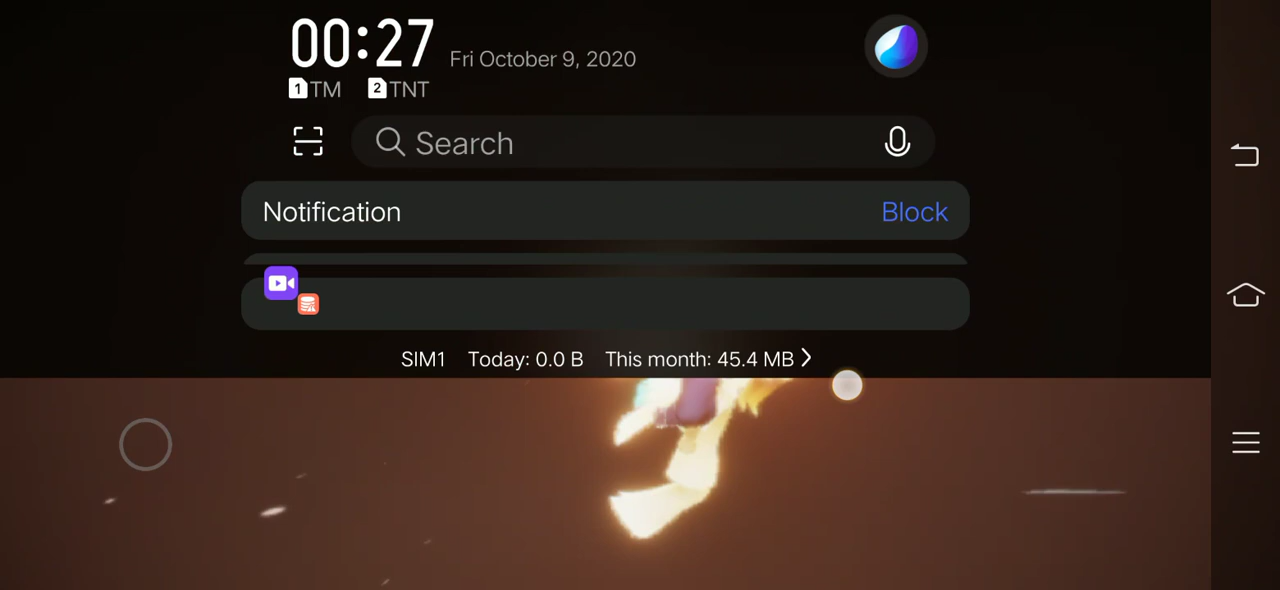 00:27 Fri October 9, 2020
1 TM 2 TNT
Search
Notification Block
SIM1 Today: 0.0 B This month: 45.4 MB